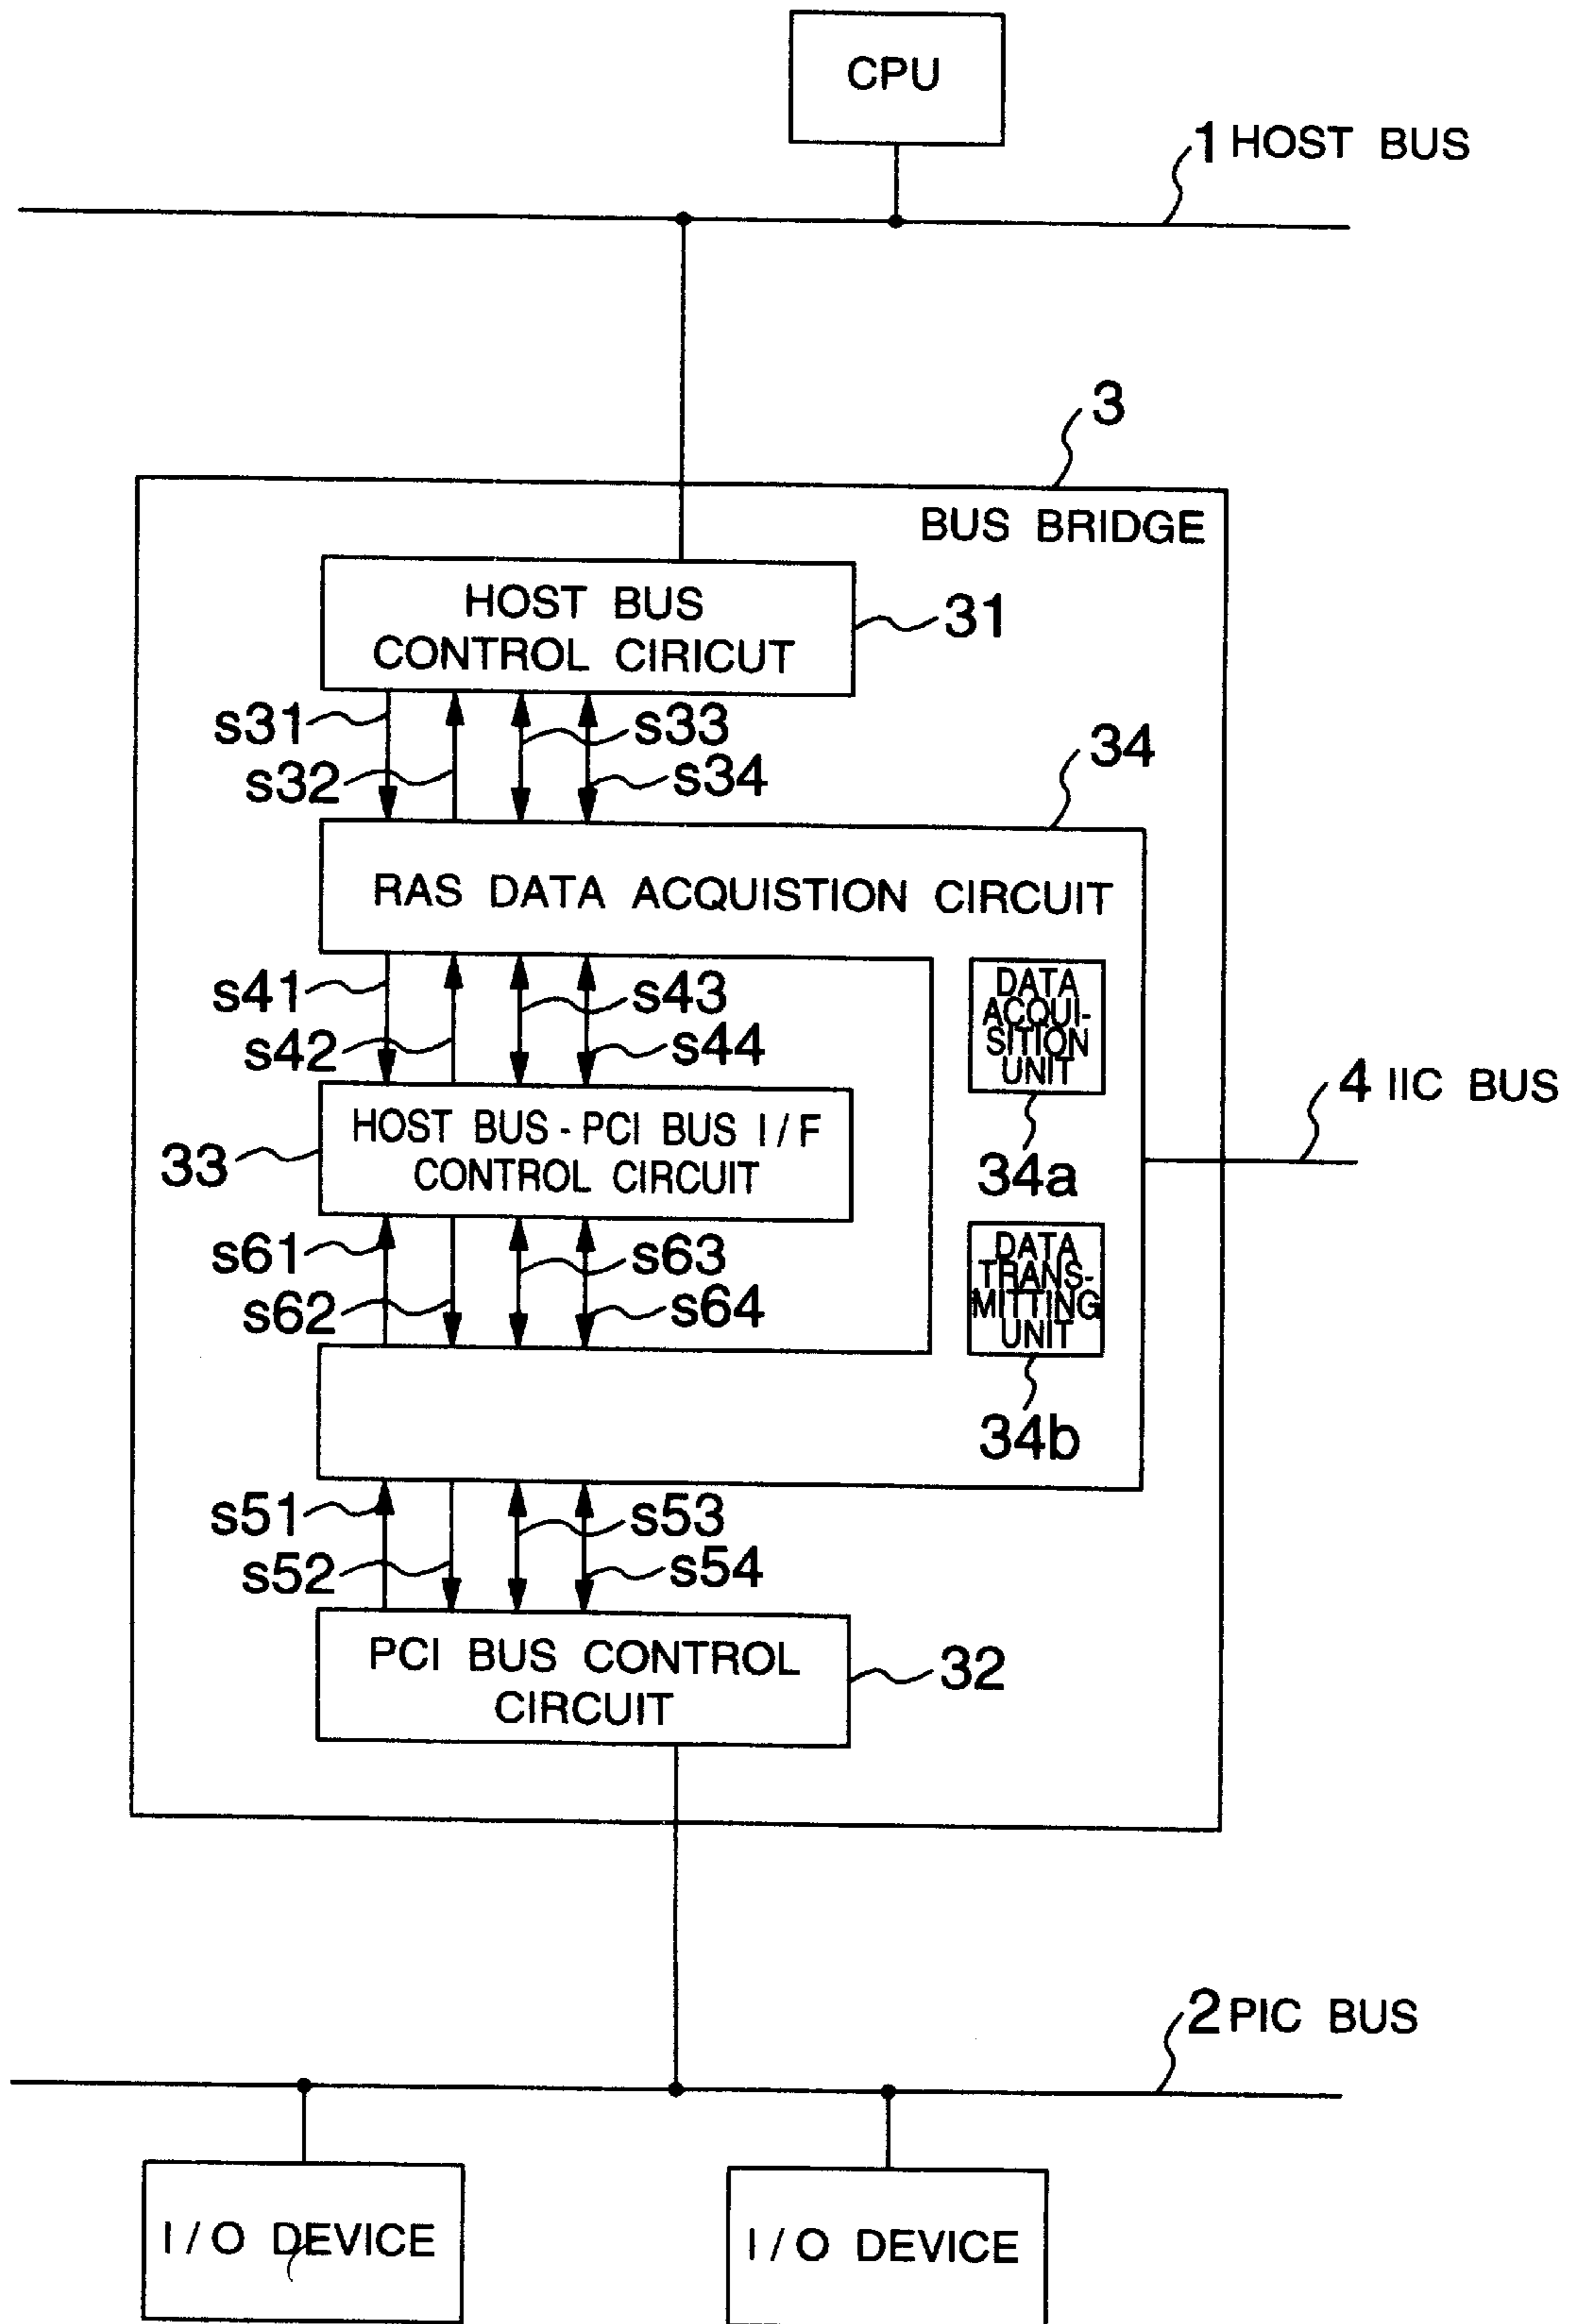 CPU
1 HOST BUS
3
BUS BRIDGE
HOST BUS
CONTROL CIRICUT
31
s31
s33
s32
s34
34
RAS DATA ACQUISTION CIRCUIT
s41
s43
s42
s44
DATA
ACQUI-
SITION
UNIT
34a
4 IIC BUS
HOST BUS - PCI BUS I / F
CONTROL CIRCUIT
33
s61
s63
s62
s64
DATA
TRANS-
MITTING
UNIT
34b
s51
s53
s52
s54
PCI BUS CONTROL
CIRCUIT
32
2 PIC BUS
I / O DEVICE
I / O DEVICE